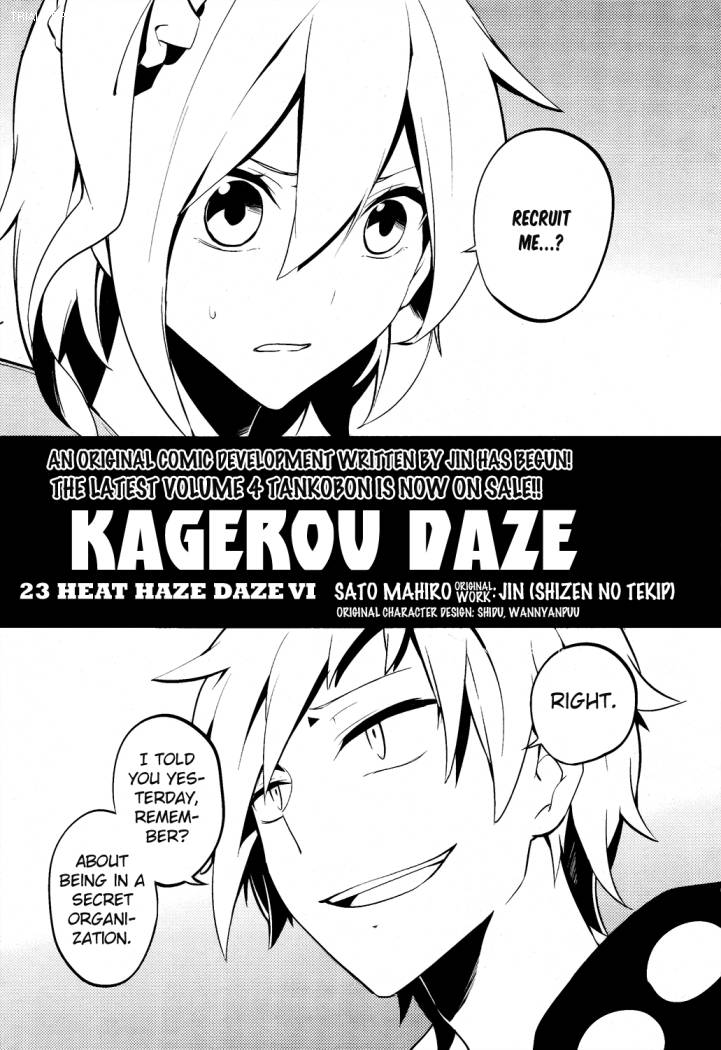 RECRUIT
ME...?
AN ORIGINAL COMIC DEVELOPMENT WRITTEN BY JIN HAS BEGUN!
THE LATEST VOLUME 4 TANKOBON IS NOW ON SALE!!
KAGEROU DAZE
23 HEAT HAZE DAZE VI
SATO MAHIRO ORIGINAL WORK: JIN (SHIZEN NO TEKIP)
ORIGINAL CHARACTER DESIGN: SHIDU, WANNYANPUU
RIGHT.
I TOLD
YOU YES-
TERDAY,
REMEM-
BER?
ABOUT
BEING IN A
SECRET
ORGANI-
ZATION.